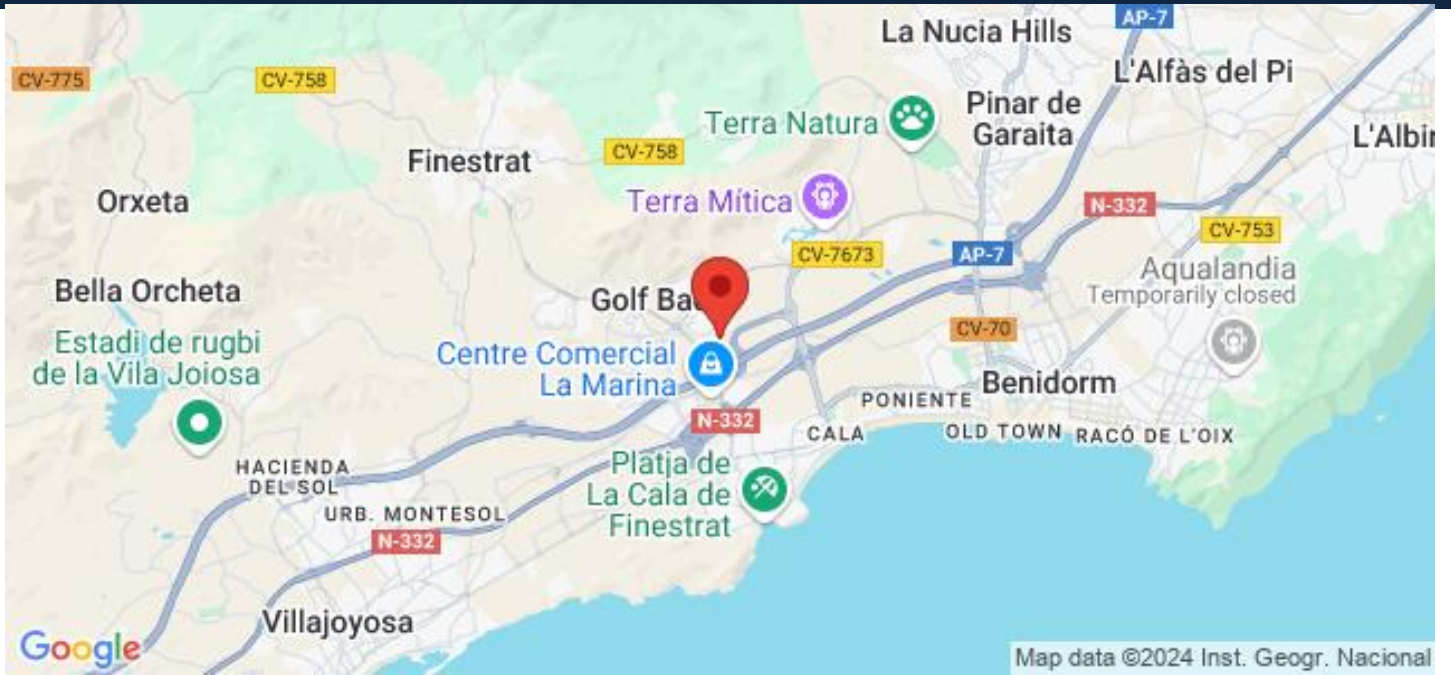 AP-7
La Nucia Hills
CV-775
CV-758
L'Alfàs del Pi
Terra Natura
Pinar de
Garaita
L'Albir
Finestrat
CV-758
Orxeta
Terra Mítica
N-332
CV-753
CV-7673
AP-7
Aqualandia
Temporarily closed
Bella Orcheta
Golf Ba
CV-70
Estadi de rugbi
de la Vila Joiosa
Centre Comercial
La Marina
Benidorm
PONIENTE
N-332
CALA
OLD TOWN
RACÓ DE L'OIX
HACIENDA
DEL SOL
Platja de
La Cala de
Finestrat
URB. MONTESOL
N-332
Villajoyosa
Google
Map data ©2024 Inst. Geogr. Nacional